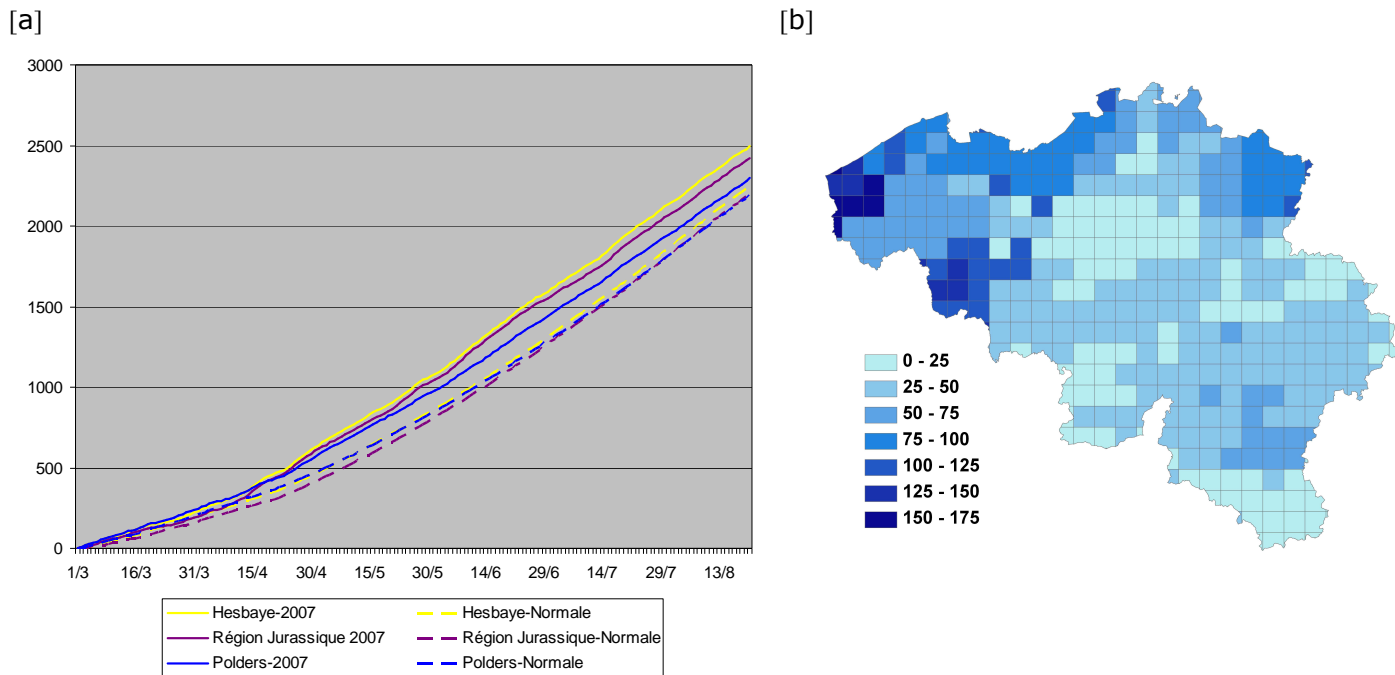 [a]
[b]
3000
2500
2000
1500
1000
500
0
1/3 16/3 31/3 15/4 30/4 15/5 30/5 14/6 29/6 14/7 29/7 13/8
Hesbaye-2007 Hesbaye-Normale
Région Jurassique 2007 Région Jurassique-Normale
Polders-2007 Polders-Normale
0 - 25
25 - 50
50 - 75
75 - 100
100 - 125
125 - 150
150 - 175